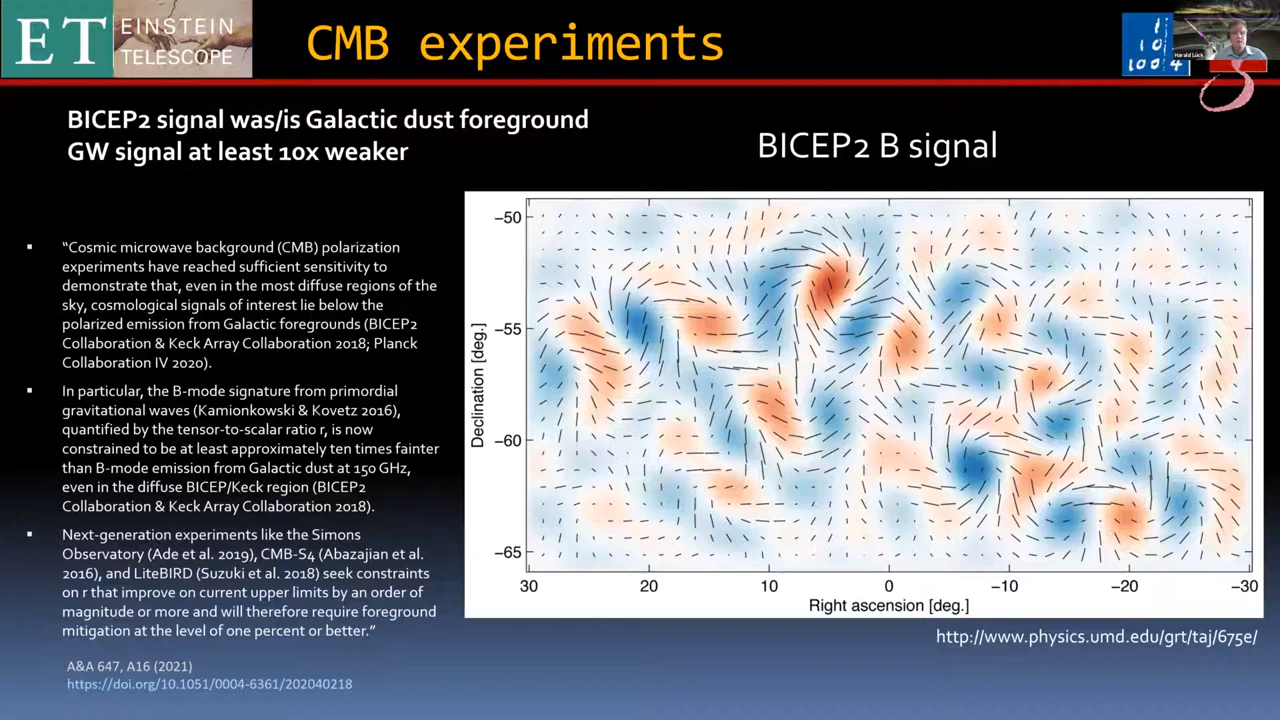 ET EINSTEIN
TELESCOPE
CMB experiments
1
10
100 4
Harald Lück
BICEP2 signal was/is Galactic dust foreground
GW signal at least 10x weaker
BICEP2 B signal
▪ “Cosmic microwave background (CMB) polarization
experiments have reached sufficient sensitivity to
demonstrate that, even in the most diffuse regions of the
sky, cosmological signals of interest lie below the
polarized emission from Galactic foregrounds (BICEP2
Collaboration & Keck Array Collaboration 2018; Planck
Collaboration IV 2020).
▪ In particular, the B-mode signature from primordial
gravitational waves (Kamionkowski & Kovetz 2016),
quantified by the tensor-to-scalar ratio r, is now
constrained to be at least approximately ten times fainter
than B-mode emission from Galactic dust at 150 GHz,
even in the diffuse BICEP/Keck region (BICEP2
Collaboration & Keck Array Collaboration 2018).
▪ Next-generation experiments like the Simons
Observatory (Ade et al. 2019), CMB-S4 (Abazajian et al.
2016), and LiteBIRD (Suzuki et al. 2018) seek constraints
on r that improve on current upper limits by an order of
magnitude or more and will therefore require foreground
mitigation at the level of one percent or better.”
A&A 647, A16 (2021)
https://doi.org/10.1051/0004-6361/202040218
Declination [deg.]
−50
−55
−60
−65
30 20 10 0 −10 −20 −30
Right ascension [deg.]
http://www.physics.umd.edu/grt/taj/675e/